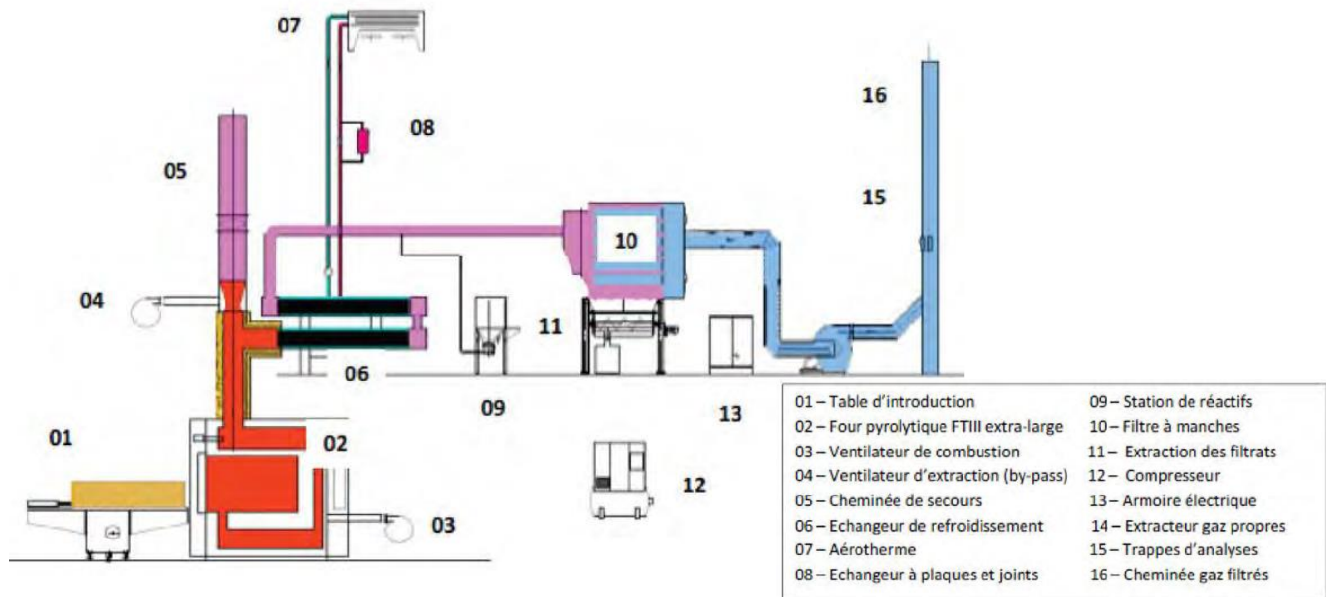 07
16
08
05
15
10
04
11
06
09
13
01
02
12
03
01 – Table d'introduction
02 – Four pyrolytique FTIII extra-large
03 – Ventilateur de combustion
04 – Ventilateur d'extraction (by-pass)
05 – Cheminée de secours
06 – Echangeur de refroidissement
07 – Aérotherme
08 – Echangeur à plaques et joints
09 – Station de réactifs
10 – Filtre à manches
11 – Extraction des filtrats
12 – Compresseur
13 – Armoire électrique
14 – Extracteur gaz propres
15 – Trappes d'analyses
16 – Cheminée gaz filtrés